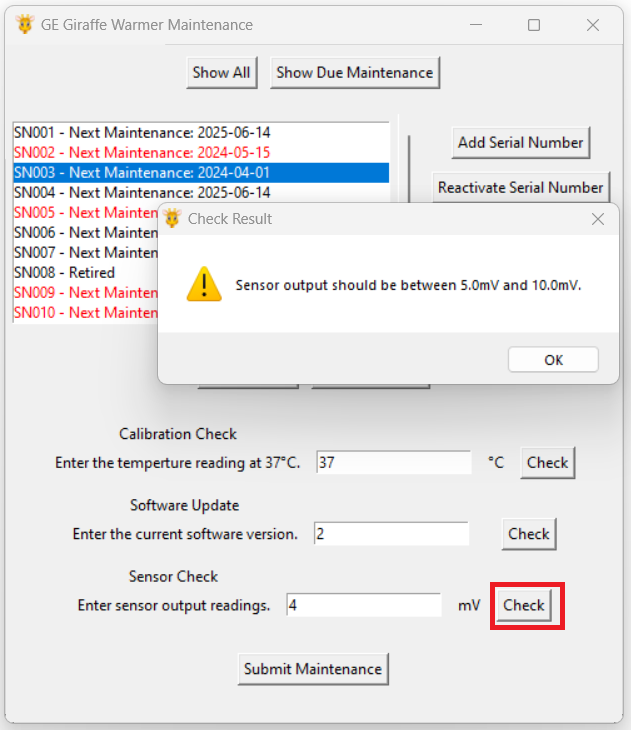 GE Giraffe Warmer Maintenance
Show All
Show Due Maintenance
SN001 - Next Maintenance: 2025-06-14
SN002 - Next Maintenance: 2024-05-15
SN003 - Next Maintenance: 2024-04-01
SN004 - Next Maintenance: 2025-06-14
SN005 - Next Mainten
SN006 - Next Mainten
SN007 - Next Mainten
SN008 - Retired
SN009 - Next Mainten
SN010 - Next Mainten
Add Serial Number
Reactivate Serial Number
Check Result
Sensor output should be between 5.0mV and 10.0mV.
OK
Calibration Check
Enter the temperture reading at 37°C. 37 °C Check
Software Update
Enter the current software version. 2 Check
Sensor Check
Enter sensor output readings. 4 mV Check
Submit Maintenance